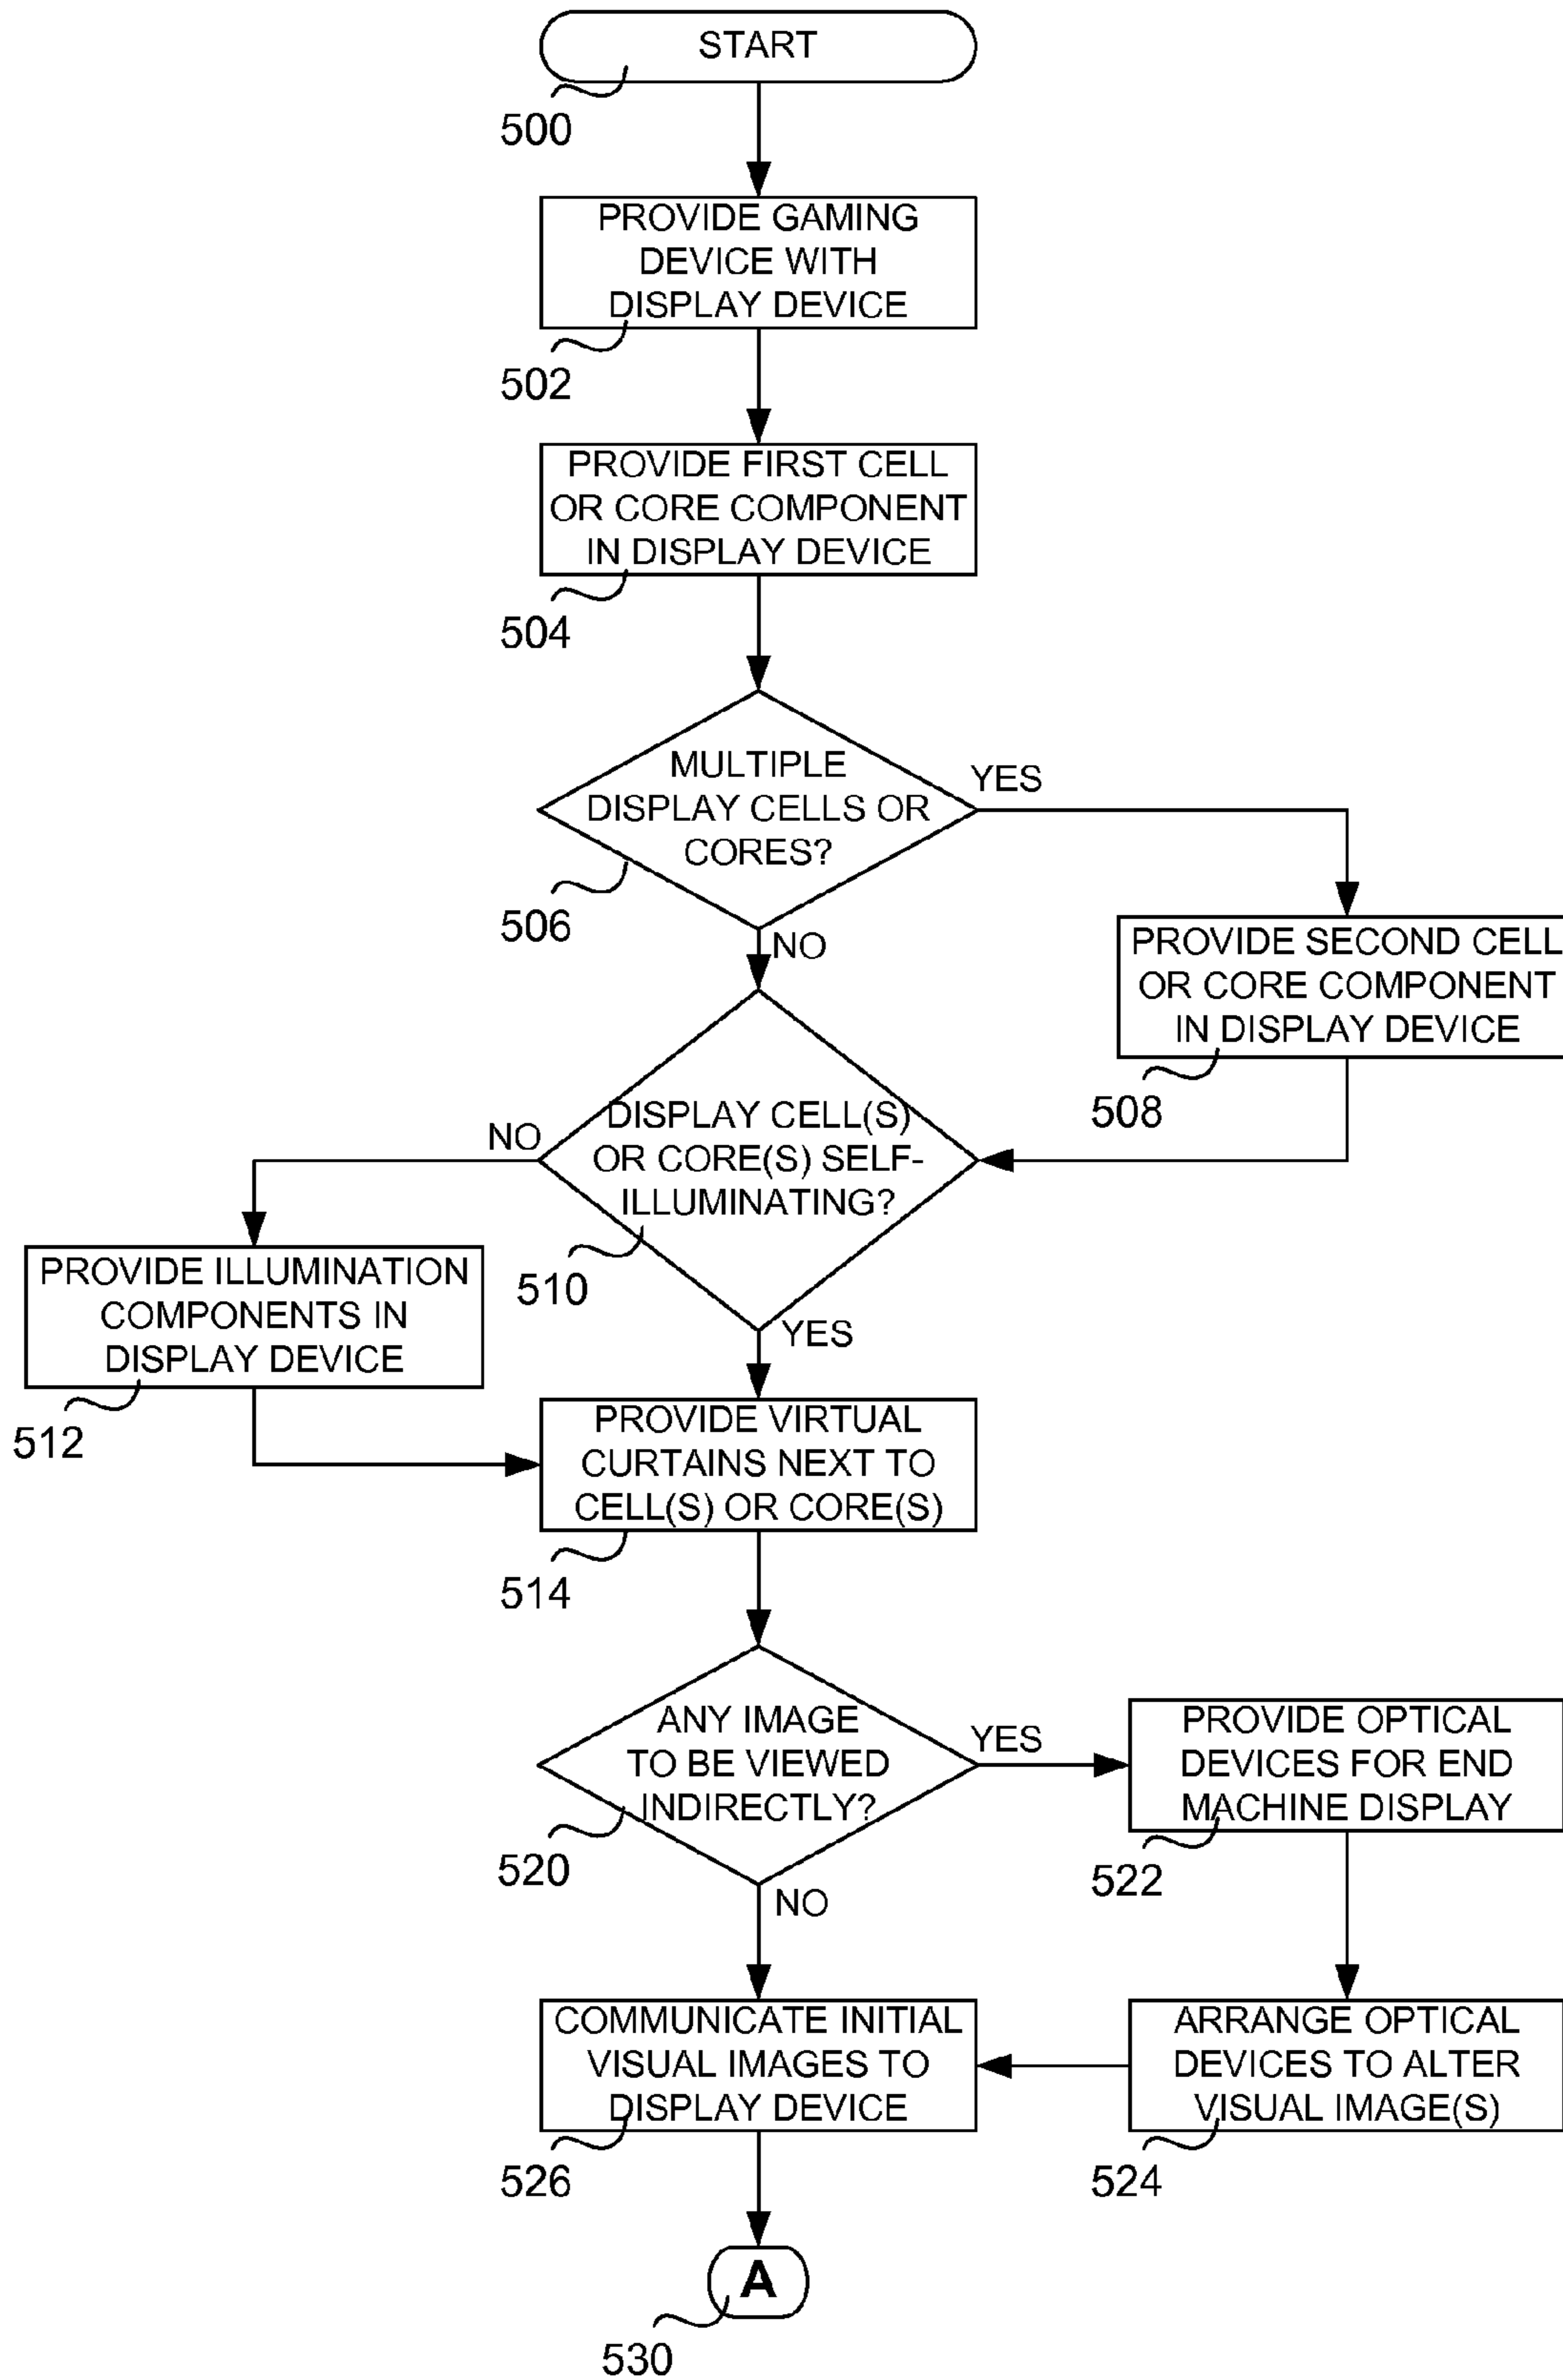 START
500
PROVIDE GAMING
DEVICE WITH
DISPLAY DEVICE
502
PROVIDE FIRST CELL
OR CORE COMPONENT
IN DISPLAY DEVICE
504
MULTIPLE
DISPLAY CELLS OR
CORES?
506
YES
NO
PROVIDE SECOND CELL
OR CORE COMPONENT
IN DISPLAY DEVICE
508
DISPLAY CELL(S)
OR CORE(S) SELF-
ILLUMINATING?
510
NO
YES
PROVIDE ILLUMINATION
COMPONENTS IN
DISPLAY DEVICE
512
PROVIDE VIRTUAL
CURTAINS NEXT TO
CELL(S) OR CORE(S)
514
ANY IMAGE
TO BE VIEWED
INDIRECTLY?
520
YES
NO
PROVIDE OPTICAL
DEVICES FOR END
MACHINE DISPLAY
522
ARRANGE OPTICAL
DEVICES TO ALTER
VISUAL IMAGE(S)
524
COMMUNICATE INITIAL
VISUAL IMAGES TO
DISPLAY DEVICE
526
A
530